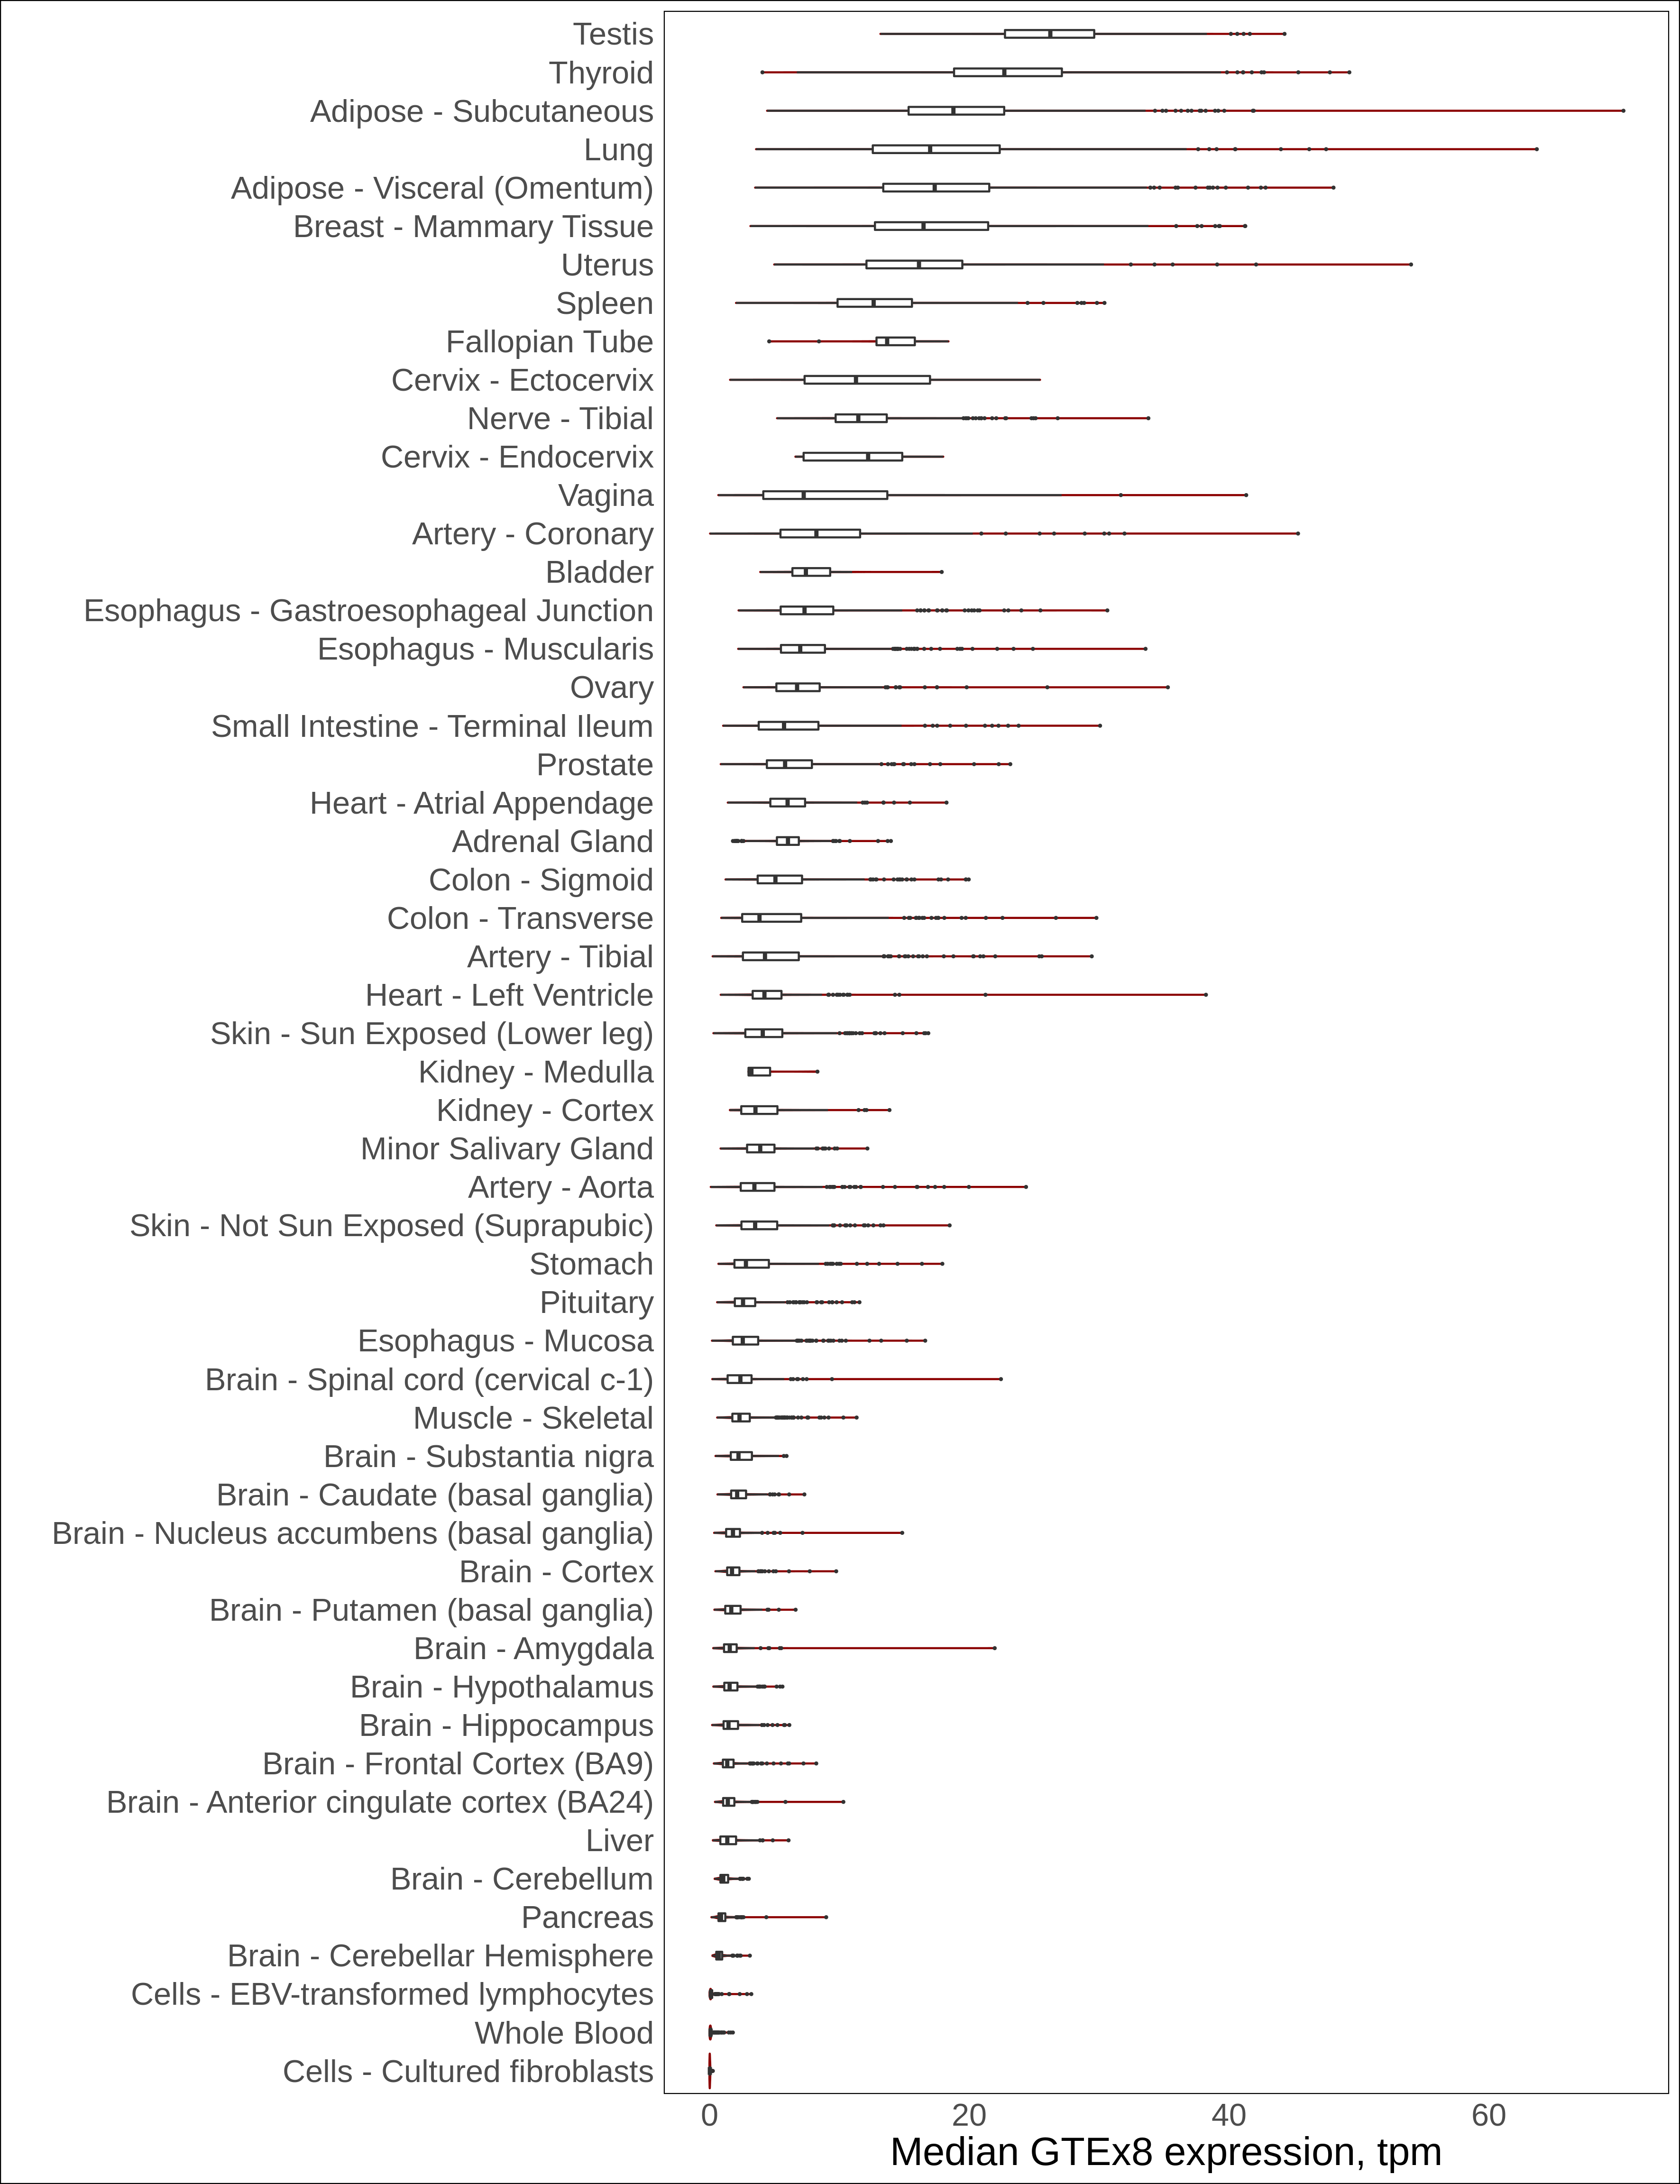 Testis
Thyroid
Adipose - Subcutaneous
Lung
Adipose - Visceral (Omentum)
Breast - Mammary Tissue
Uterus
Spleen
Fallopian Tube
Cervix - Ectocervix
Nerve - Tibial
Cervix - Endocervix
Vagina
Artery - Coronary
Bladder
Esophagus - Gastroesophageal Junction
Esophagus - Muscularis
Ovary
Small Intestine - Terminal Ileum
Prostate
Heart - Atrial Appendage
Adrenal Gland
Colon - Sigmoid
Colon - Transverse
Artery - Tibial
Heart - Left Ventricle
Skin - Sun Exposed (Lower leg)
Kidney - Medulla
Kidney - Cortex
Minor Salivary Gland
Artery - Aorta
Skin - Not Sun Exposed (Suprapubic)
Stomach
Pituitary
Esophagus - Mucosa
Brain - Spinal cord (cervical c-1)
Muscle - Skeletal
Brain - Substantia nigra
Brain - Caudate (basal ganglia)
Brain - Nucleus accumbens (basal ganglia)
Brain - Cortex
Brain - Putamen (basal ganglia)
Brain - Amygdala
Brain - Hypothalamus
Brain - Hippocampus
Brain - Frontal Cortex (BA9)
Brain - Anterior cingulate cortex (BA24)
Liver
Brain - Cerebellum
Pancreas
Brain - Cerebellar Hemisphere
Cells - EBV-transformed lymphocytes
Whole Blood
Cells - Cultured fibroblasts
0 20 40 60
Median GTEx8 expression, tpm